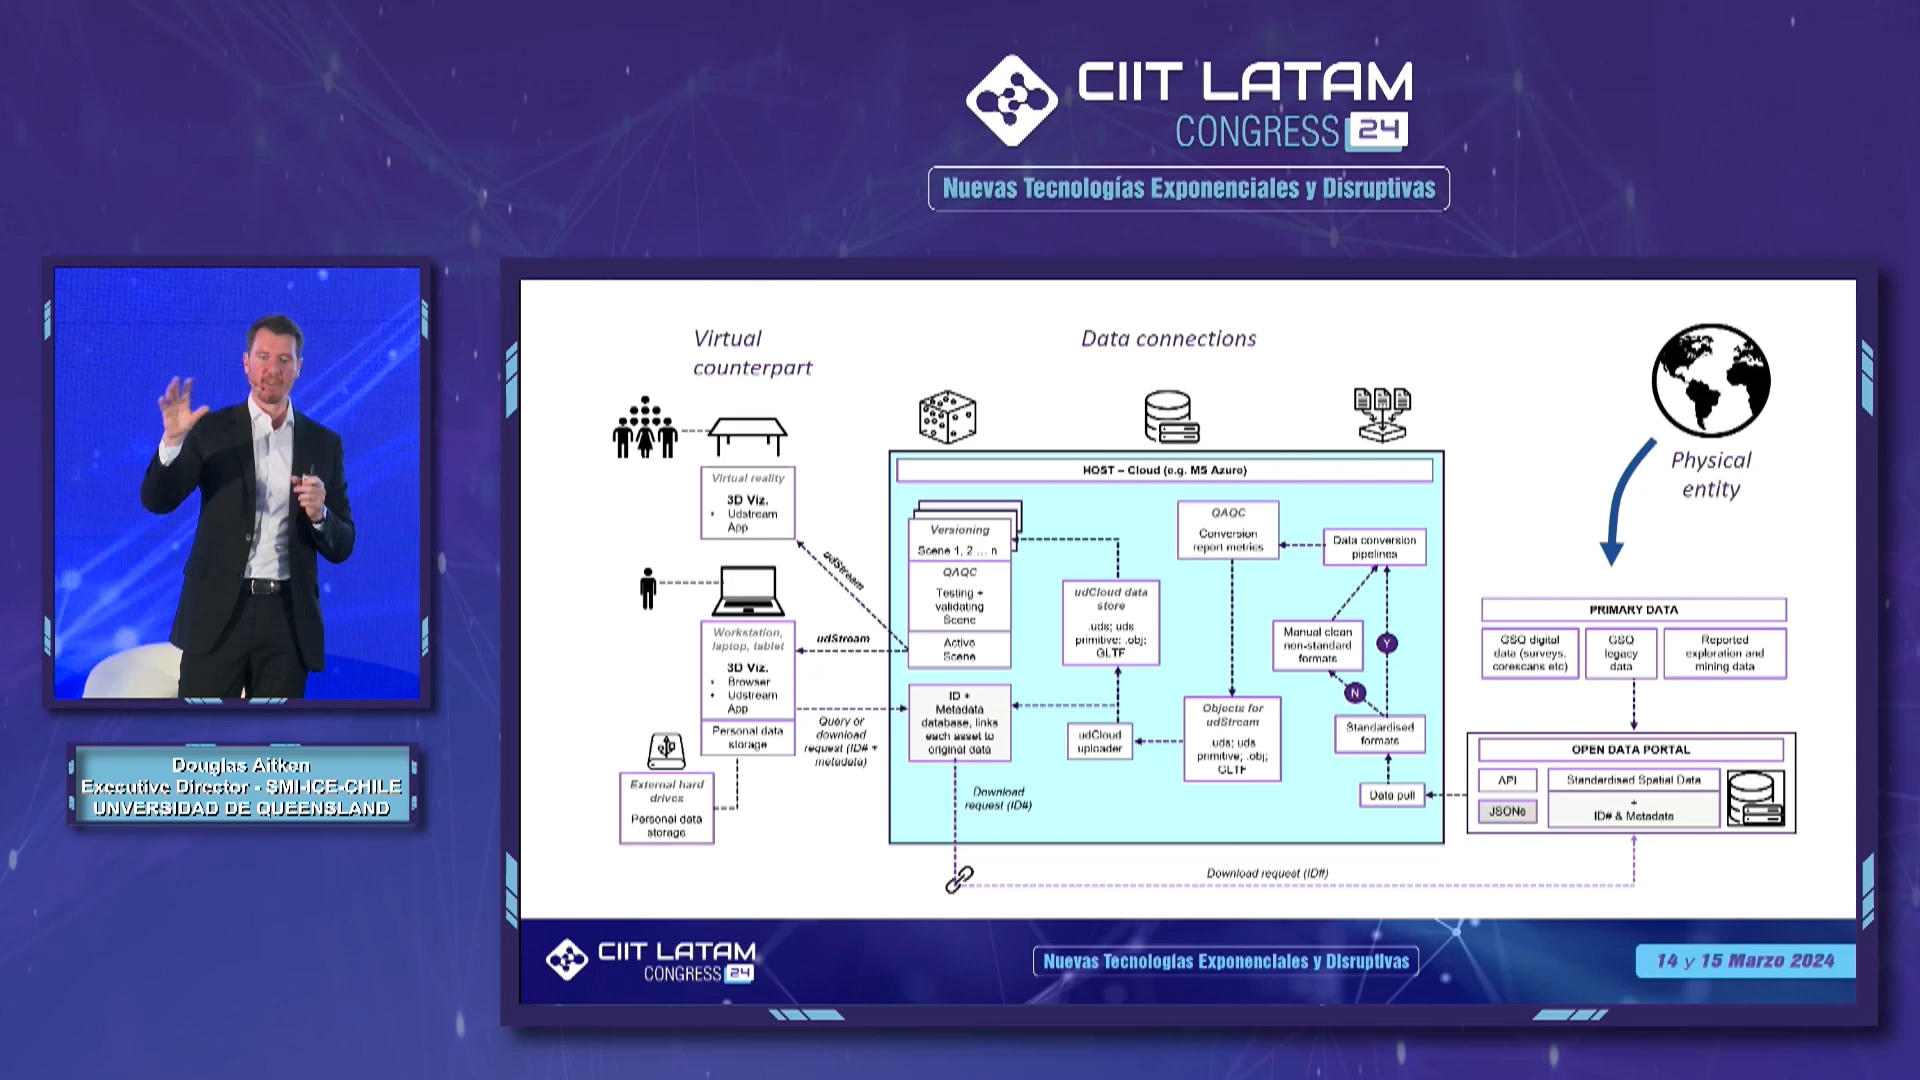 CIIT LATAM
CONGRESS 24
Nuevas Tecnologías Exponenciales y Disruptivas
Douglas Aitken
Executive Director - SMI-ICE-CHILE
UNVERSIDAD DE QUEENSLAND
Virtual
counterpart
Data connections
Physical
entity
Virtual reality
3D Viz.
• Udstream
App
udStream
Workstation,
laptop, tablet
3D Viz.
• Browser
• Udstream
App
Personal data
storage
External hard
drives
Personal data
storage
udStream
Query or
download
request (ID# +
metadata)
HOST – Cloud (e.g. MS Azure)
Versioning
Scene 1, 2 ... n
QAQC
Testing +
validating
Scene
Active
Scene
ID +
Metadata
database, links
each asset to
original data
Download
request (ID#)
udCloud data
store
.uds; uds
primitive; .obj;
GLTF
udCloud
uploader
QAQC
Conversion
report metrics
Objects for
udStream
.uds; uds
primitive; .obj;
GLTF
Data conversion
pipelines
Manual clean
non-standard
formats
Y
N
Standardised
formats
Data pull
PRIMARY DATA
GSQ digital
data (surveys,
corescans etc)
GSQ
legacy
data
Reported
exploration and
mining data
OPEN DATA PORTAL
API
JSONs
Standardised Spatial Data
+
ID# & Metadata
Download request (ID#)
CIIT LATAM
CONGRESS 24
Nuevas Tecnologías Exponenciales y Disruptivas
14 y 15 Marzo 2024